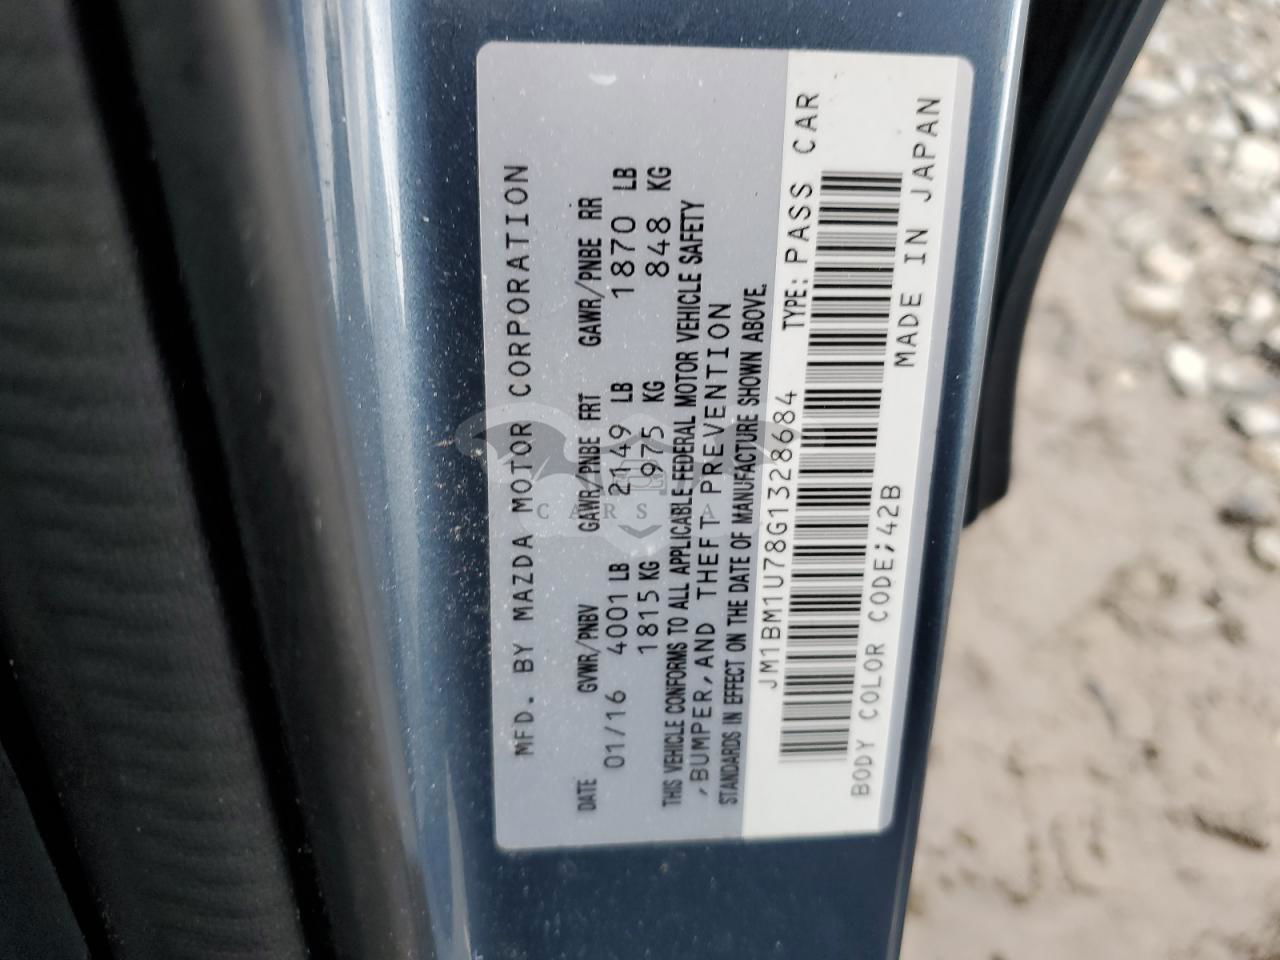 MFD. BY MAZDA MOTOR CORPORATION
DATE GVWR/PNBV GAWR/PNBE FRT GAWR/PNBE RR
01/16 4001 LB 2149 LB 1870 LB
1815 KG 975 KG 848 KG
THIS VEHICLE CONFORMS TO ALL APPLICABLE FEDERAL MOTOR VEHICLE SAFETY
,BUMPER,AND THEFT PREVENTION
STANDARDS IN EFFECT ON THE DATE OF MANUFACTURE SHOWN ABOVE.
JM1BM1U78G1328684 TYPE: PASS CAR
BODY COLOR CODE;42B MADE IN JAPAN